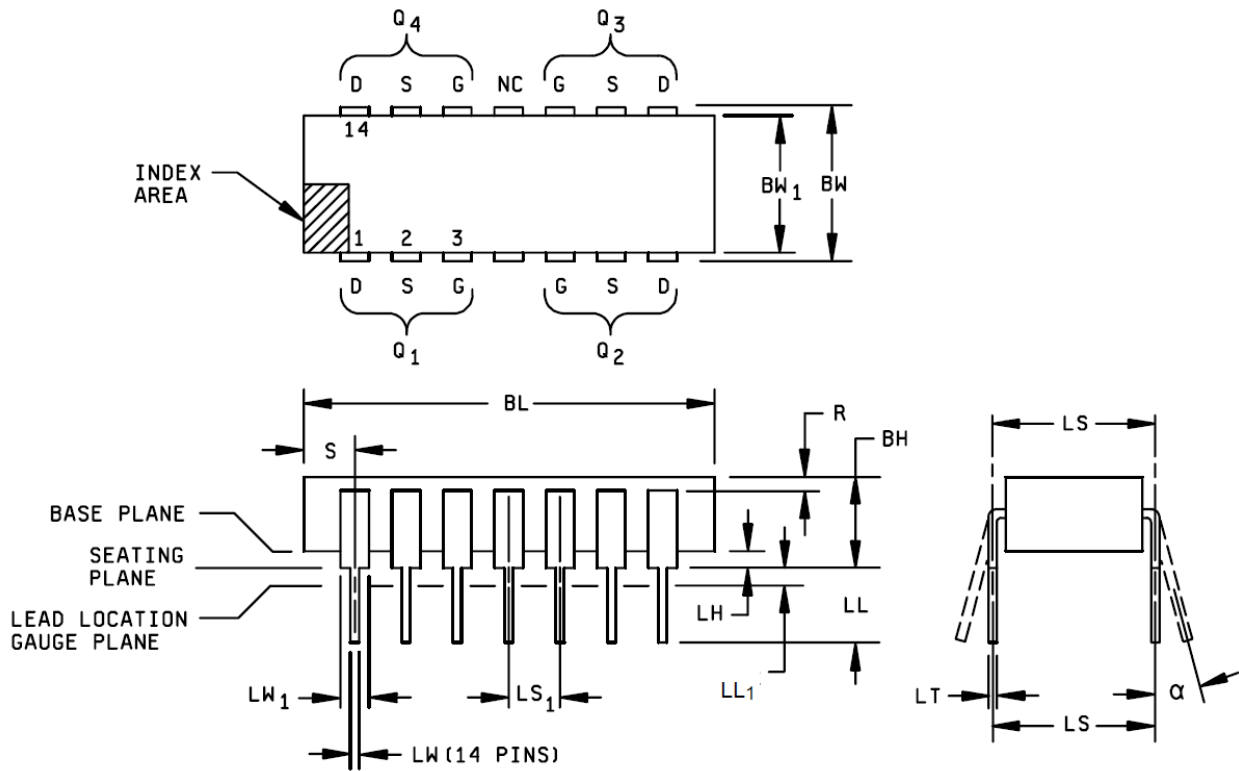 Q4 Q3
D S G NC G S D
14
INDEX
AREA
BW1 BW
1 2 3
D S G G S D
Q1 Q2
BL
R
S
BH
LS
BASE PLANE
SEATING
PLANE
LEAD LOCATION
GAUGE PLANE
LH
LL
LW1
LS1
LL1
LT
α
LS
LW (14 PINS)